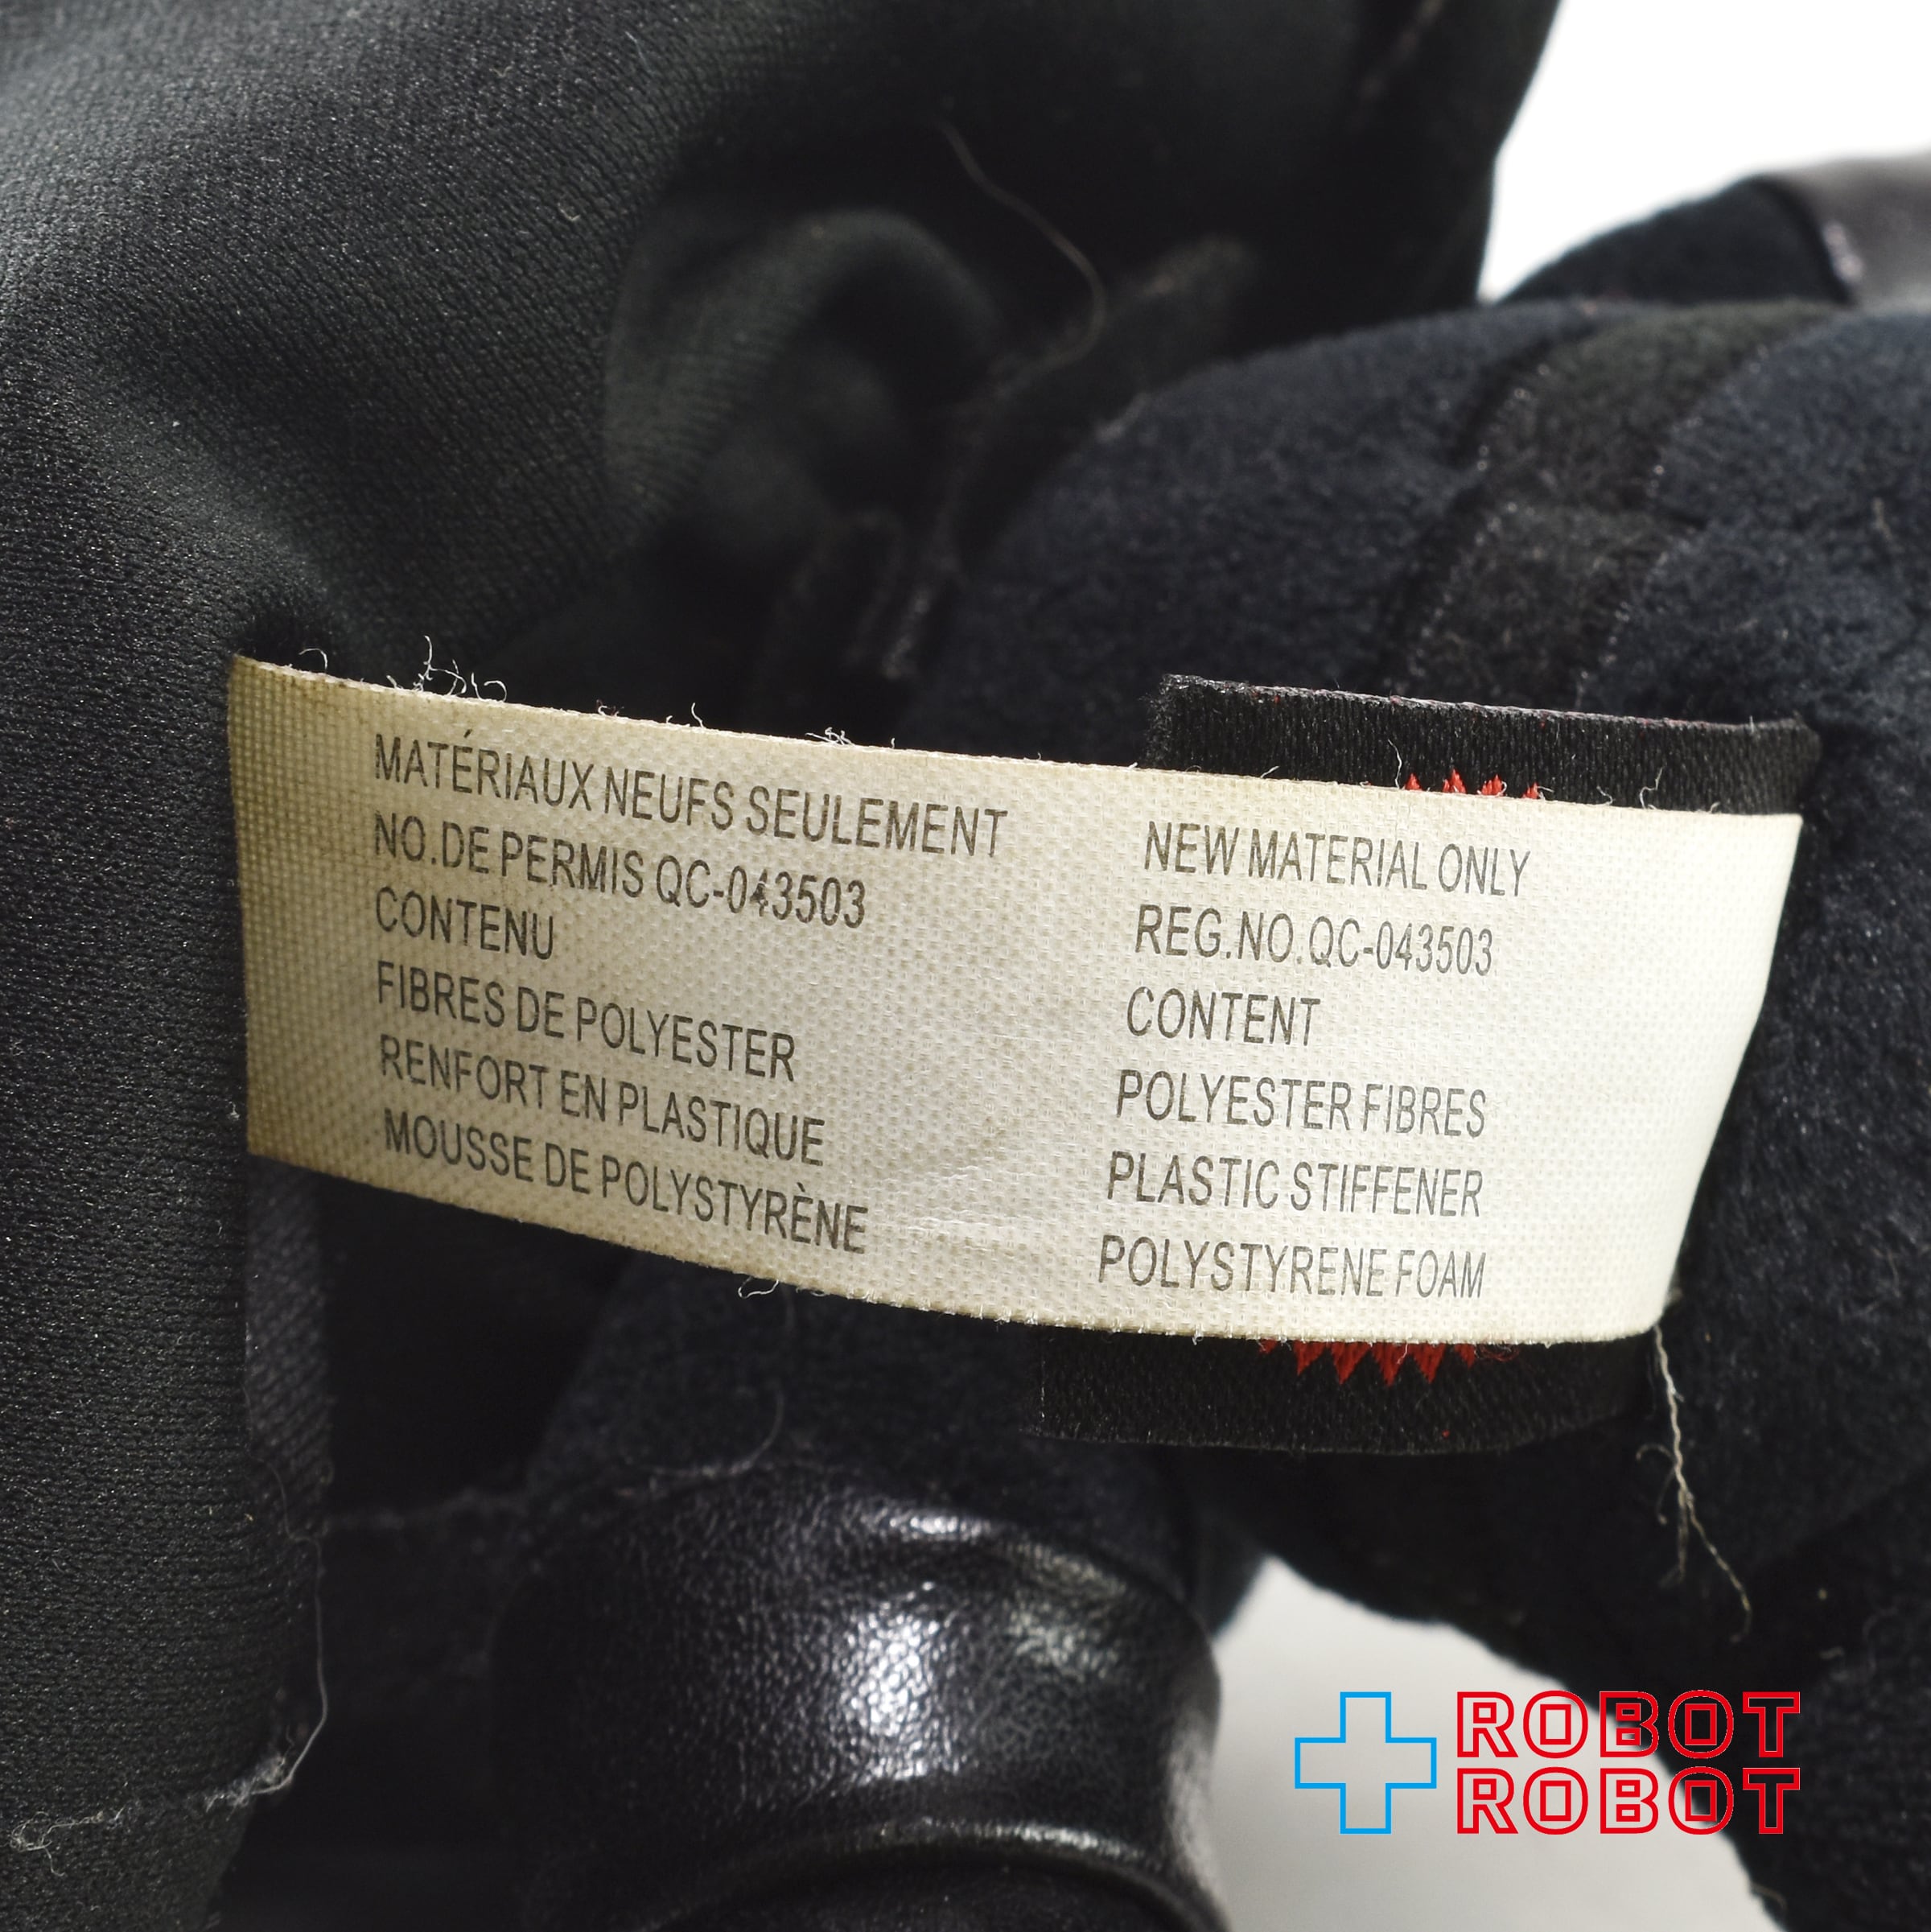 MATÉRIAUX NEUFS SEULEMENT
NO.DE PERMIS QC-043503
CONTENU
FIBRES DE POLYESTER
RENFORT EN PLASTIQUE
MOUSSE DE POLYSTYRÈNE
NEW MATERIAL ONLY
REG.NO.QC-043503
CONTENT
POLYESTER FIBRES
PLASTIC STIFFENER
POLYSTYRENE FOAM
ROBOT
ROBOT